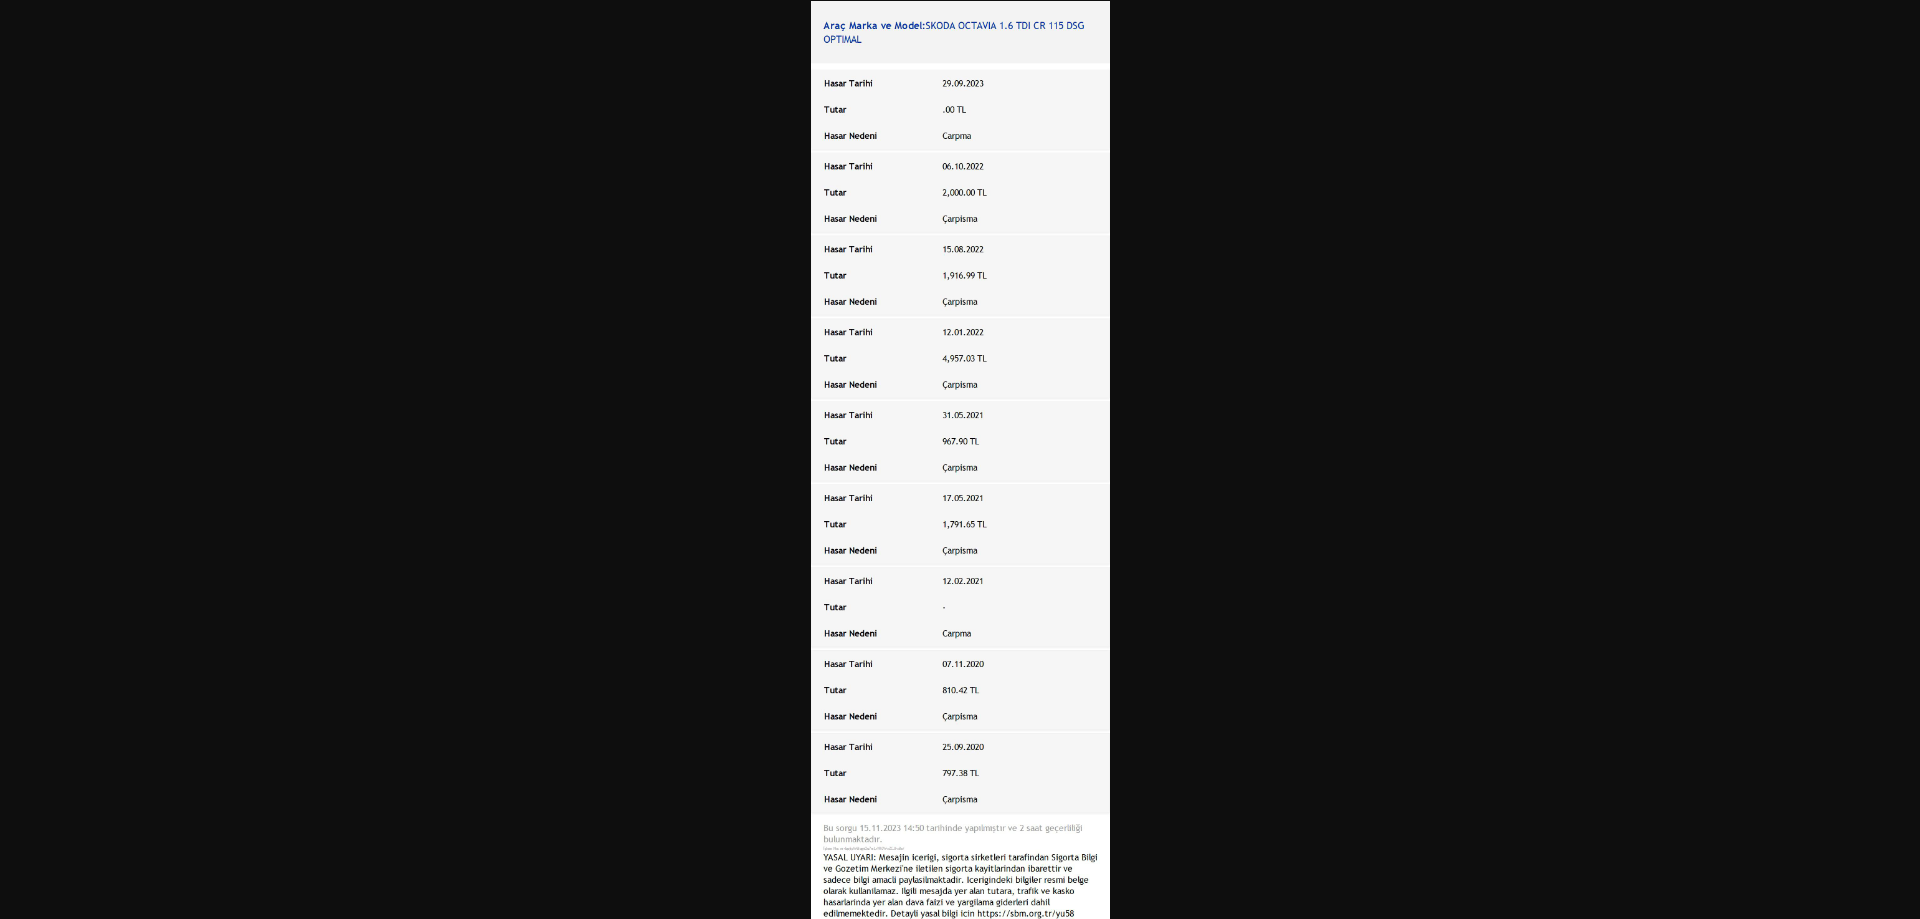 Araç Marka ve Model:SKODA OCTAVIA 1.6 TDI CR 115 DSG
OPTIMAL
Hasar Tarihi 29.09.2023
Tutar .00 TL
Hasar Nedeni Carpma
Hasar Tarihi 06.10.2022
Tutar 2,000.00 TL
Hasar Nedeni Çarpisma
Hasar Tarihi 15.08.2022
Tutar 1,916.99 TL
Hasar Nedeni Çarpisma
Hasar Tarihi 12.01.2022
Tutar 4,957.03 TL
Hasar Nedeni Çarpisma
Hasar Tarihi 31.05.2021
Tutar 967.90 TL
Hasar Nedeni Çarpisma
Hasar Tarihi 17.05.2021
Tutar 1,791.65 TL
Hasar Nedeni Çarpisma
Hasar Tarihi 12.02.2021
Tutar -
Hasar Nedeni Carpma
Hasar Tarihi 07.11.2020
Tutar 810.42 TL
Hasar Nedeni Çarpisma
Hasar Tarihi 25.09.2020
Tutar 797.38 TL
Hasar Nedeni Çarpisma
Bu sorgu 15.11.2023 14:50 tarihinde yapılmıştır ve 2 saat geçerliliği
bulunmaktadır.
YASAL UYARI: Mesajin icerigi, sigorta sirketleri tarafindan Sigorta Bilgi
ve Gozetim Merkezi'ne iletilen sigorta kayitlarindan ibarettir ve
sadece bilgi amacli paylasilmaktadir. Icerigindeki bilgiler resmi belge
olarak kullanilamaz. Ilgili mesajda yer alan tutara, trafik ve kasko
hasarlarinda yer alan dava faizi ve yargilama giderleri dahil
edilmemektedir. Detayli yasal bilgi icin https://sbm.org.tr/yu58